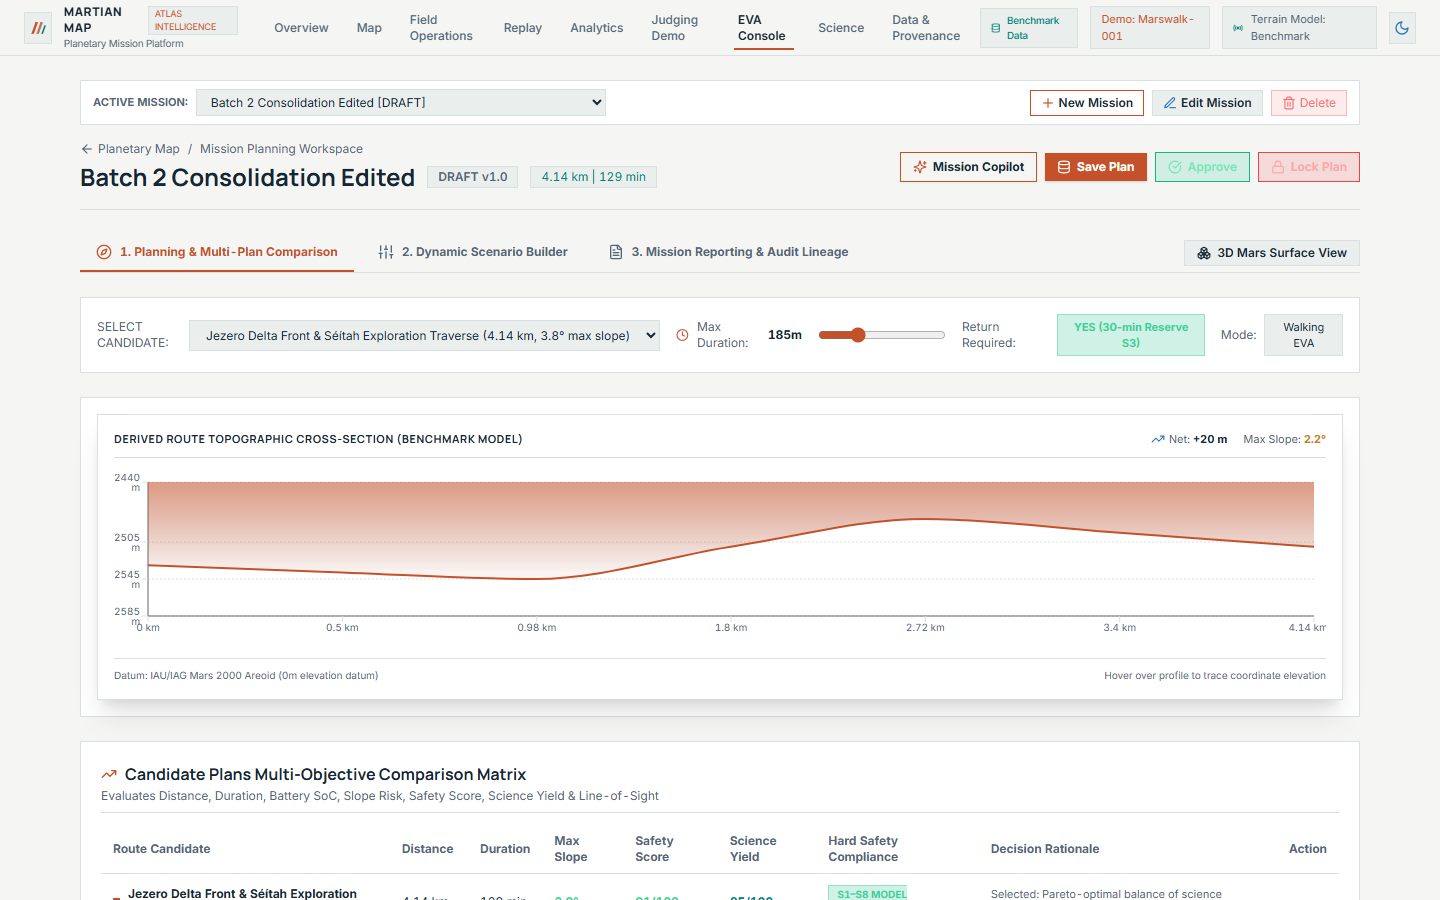 MARTIAN MAP
Planetary Mission Platform
ATLAS INTELLIGENCE
Overview
Map
Field Operations
Replay
Analytics
Judging Demo
EVA Console
Science
Data & Provenance
Benchmark Data
Demo: Marswalk-001
Terrain Model: Benchmark
ACTIVE MISSION:
Batch 2 Consolidation Edited [DRAFT]
New Mission
Edit Mission
Delete
Planetary Map / Mission Planning Workspace
Batch 2 Consolidation Edited
DRAFT v1.0
4.14 km | 129 min
Mission Copilot
Save Plan
Approve
Lock Plan
1. Planning & Multi-Plan Comparison
2. Dynamic Scenario Builder
3. Mission Reporting & Audit Lineage
3D Mars Surface View
SELECT CANDIDATE:
Jezero Delta Front & Séítah Exploration Traverse (4.14 km, 3.8° max slope)
Max Duration:
185m
Return Required:
YES (30-min Reserve S3)
Mode:
Walking EVA
DERIVED ROUTE TOPOGRAPHIC CROSS-SECTION (BENCHMARK MODEL)
Net: +20 m
Max Slope: 2.2°
2440 m
2505 m
2545 m
2585 m
0 km
0.5 km
0.98 km
1.8 km
2.72 km
3.4 km
4.14 km
Datum: IAU/IAG Mars 2000 Areoid (0m elevation datum)
Hover over profile to trace coordinate elevation
Candidate Plans Multi-Objective Comparison Matrix
Evaluates Distance, Duration, Battery SoC, Slope Risk, Safety Score, Science Yield & Line-of-Sight
Route Candidate
Distance
Duration
Max Slope
Safety Score
Science Yield
Hard Safety Compliance
Decision Rationale
Action
Jezero Delta Front & Séítah Exploration
S1–S8 MODEL
Selected: Pareto-optimal balance of science